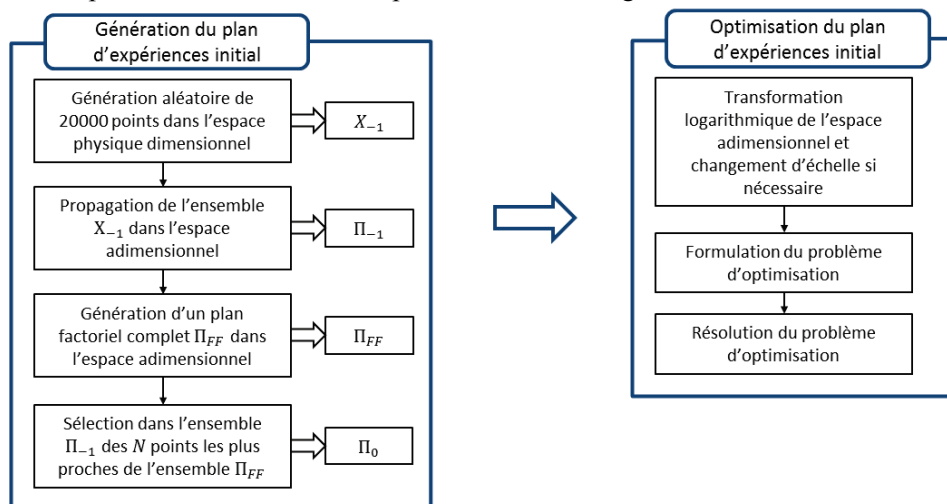 Génération du plan
d'expériences initial
Génération aléatoire de
20000 points dans l'espace
physique dimensionnel
X₋₁
Propagation de l'ensemble
X₋₁ dans l'espace
adimensionnel
Π₋₁
Génération d'un plan
factoriel complet Π_FF dans
l'espace adimensionnel
Π_FF
Sélection dans l'ensemble
Π₋₁ des N points les plus
proches de l'ensemble Π_FF
Π₀
Optimisation du plan
d'expériences initial
Transformation
logarithmique de l'espace
adimensionnel et
changement d'échelle si
nécessaire
Formulation du problème
d'optimisation
Résolution du problème
d'optimisation